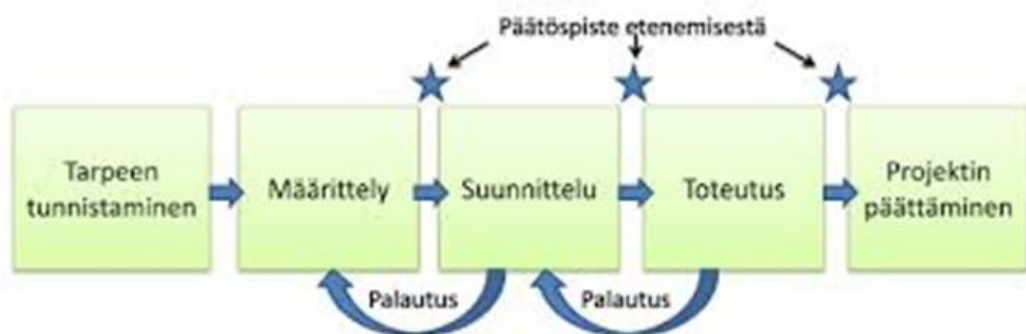 Päätöspiste etenemisestä
Tarpeen
tunnistaminen
Määrittely
Suunnittelu
Toteutus
Projektin
päättäminen
Palautus
Palautus